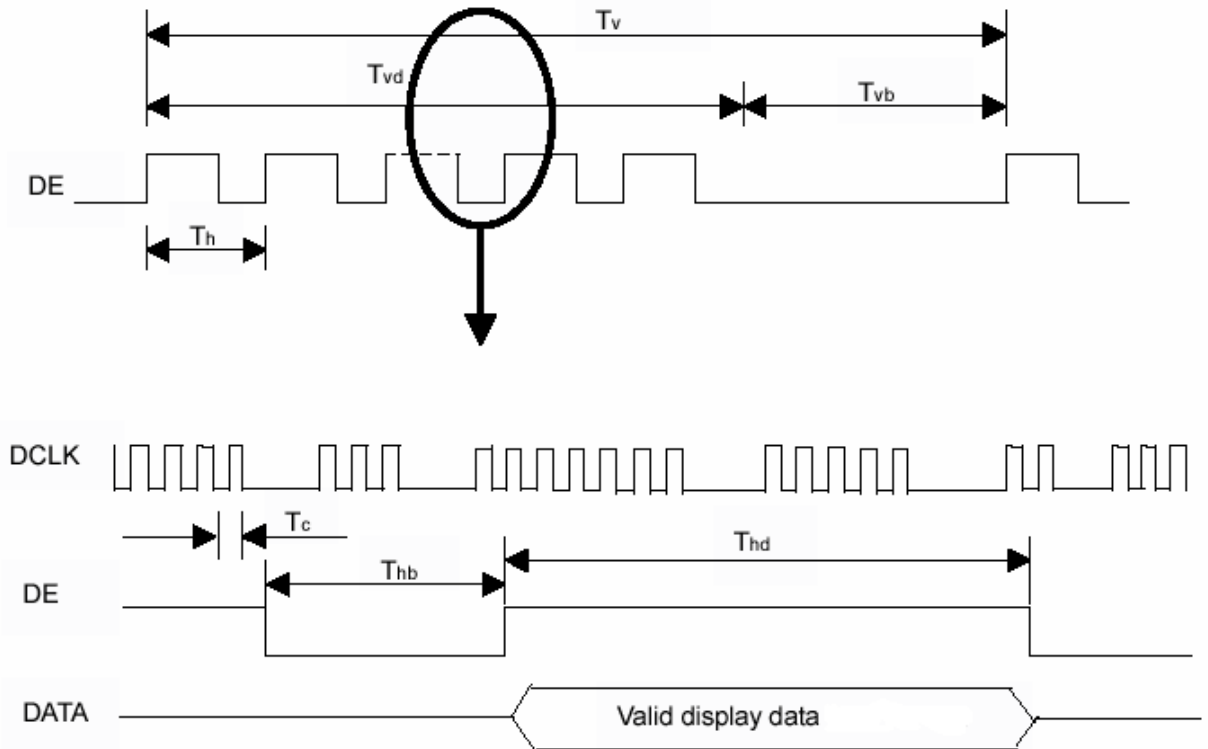 Tv
Tvd
Tvb
DE
Th
DCLK
Tc
Thd
Thb
DE
DATA
Valid display data